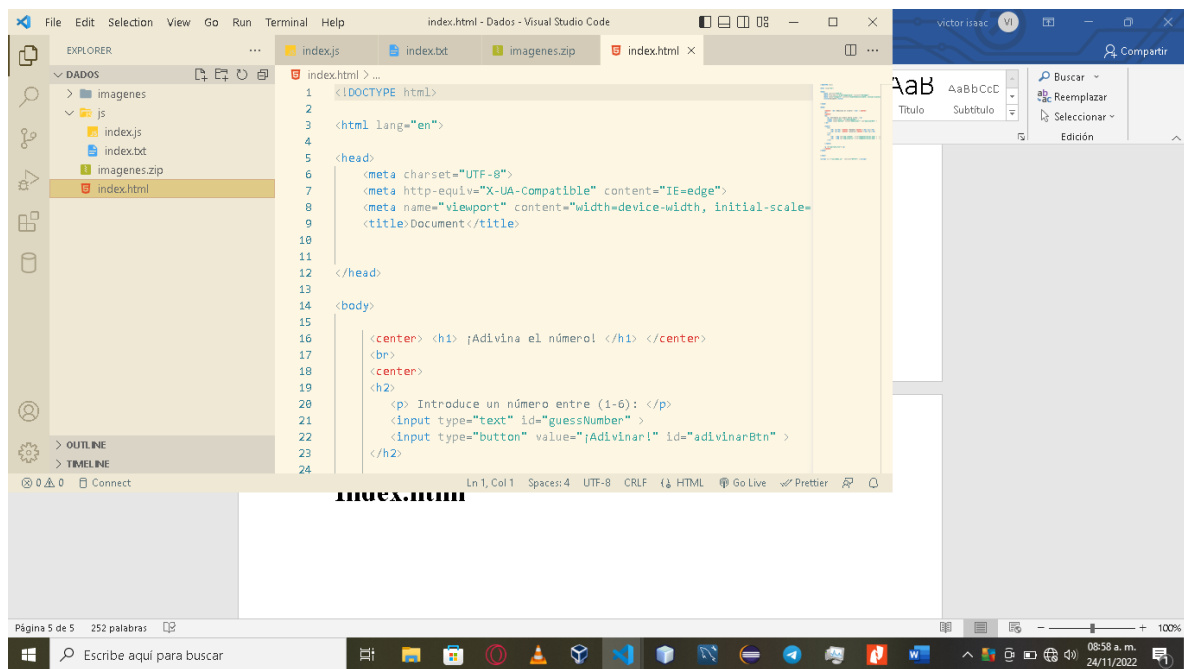 File Edit Selection View Go Run Terminal Help
index.html - Dados - Visual Studio Code
victor isaac VI
EXPLORER
index.js
index.txt
imagenes.zip
index.html
Compartir
DADOS
imagenes
js
index.js
index.txt
imagenes.zip
index.html
OUTLINE
TIMELINE
index.html > ...
1 <!DOCTYPE html>
2
3 <html lang="en">
4
5 <head>
6 <meta charset="UTF-8">
7 <meta http-equiv="X-UA-Compatible" content="IE=edge">
8 <meta name="viewport" content="width=device-width, initial-scale=
9 <title>Document</title>
10
11
12 </head>
13
14 <body>
15
16 <center> <h1> ¡Adivina el número! </h1> </center>
17 <br>
18 <center>
19 <h2>
20 <p> Introduce un número entre (1-6): </p>
21 <input type="text" id="guessNumber" >
22 <input type="button" value="¡Adivinar!" id="adivinarBtn" >
23 </h2>
24
0 0 Connect
Ln 1, Col 1 Spaces: 4 UTF-8 CRLF HTML Go Live Prettier
AaB AaBbCcD
Título Subtítulo
Buscar
Reemplazar
Seleccionar
Edición
Index.html
Página 5 de 5 252 palabras
100%
Escribe aquí para buscar
08:58 a. m.
24/11/2022